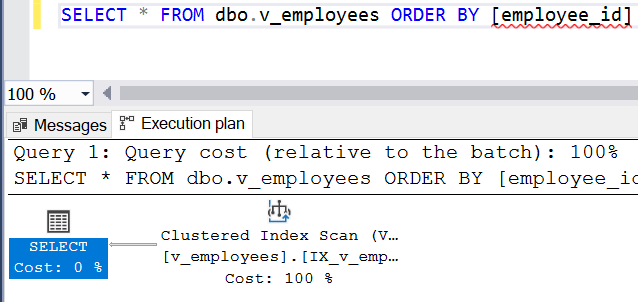 SELECT * FROM dbo.v_employees ORDER BY [employee_id]
100 %
Messages Execution plan
Query 1: Query cost (relative to the batch): 100%
SELECT * FROM dbo.v_employees ORDER BY [employee_id
SELECT
Cost: 0 %
Clustered Index Scan (V…
[v_employees].[IX_v_emp…
Cost: 100 %